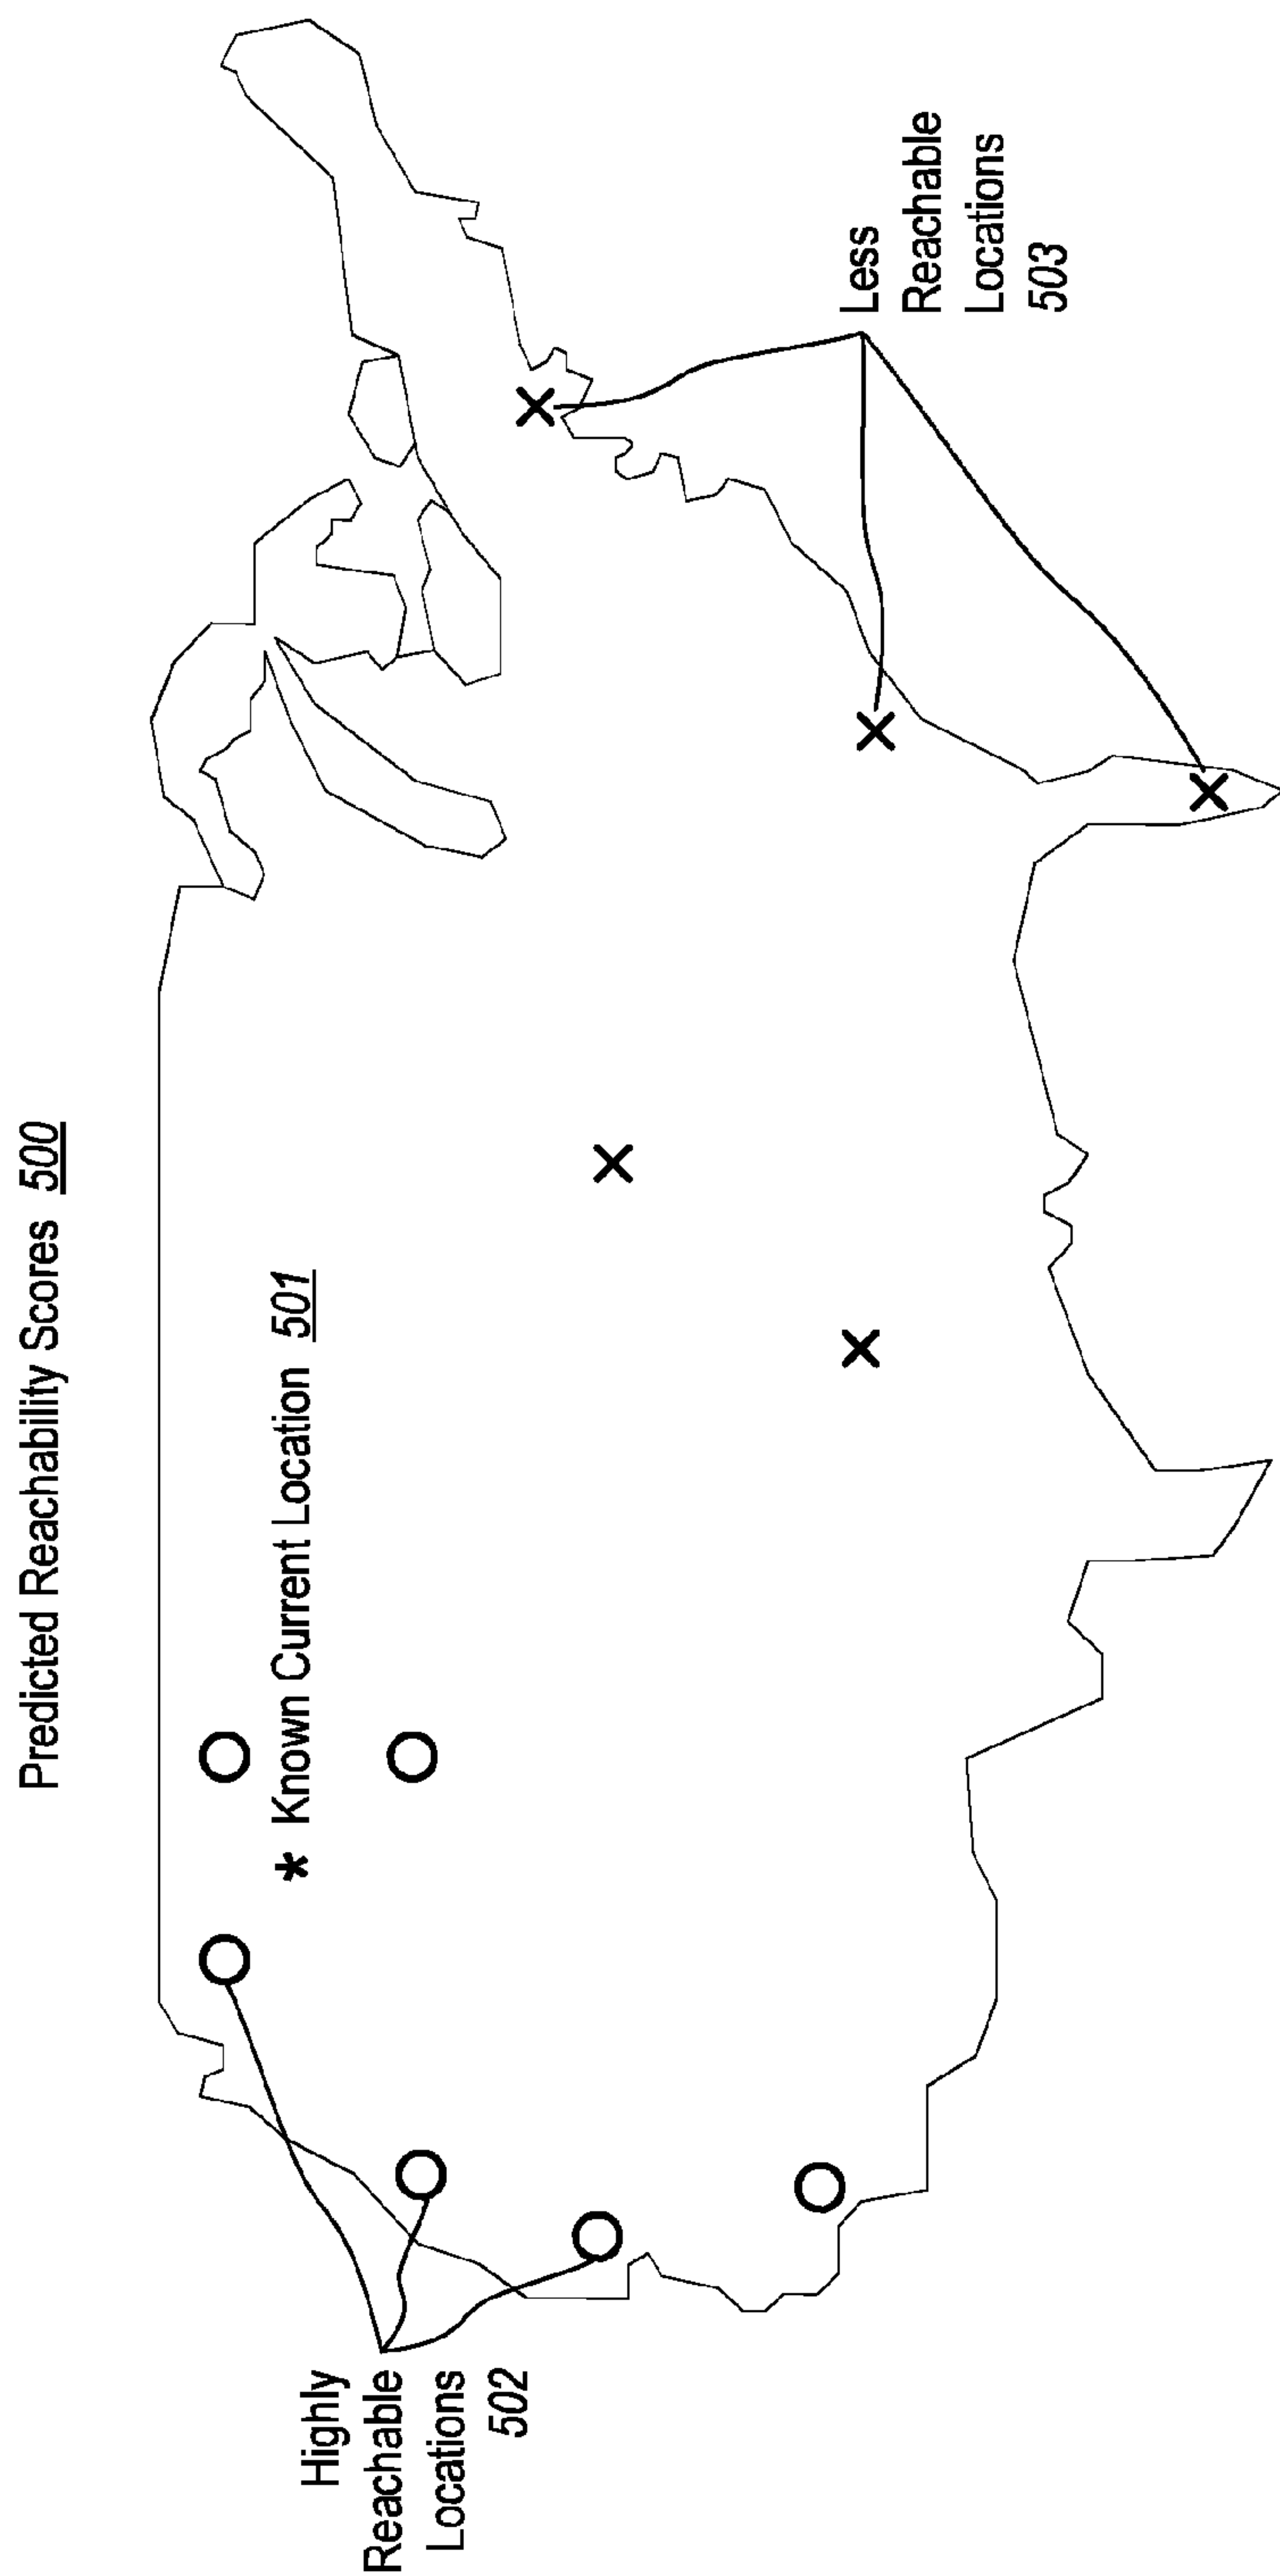 Predicted Reachability Scores 500
* Known Current Location 501
Highly
Reachable
Locations
502
Less
Reachable
Locations
503